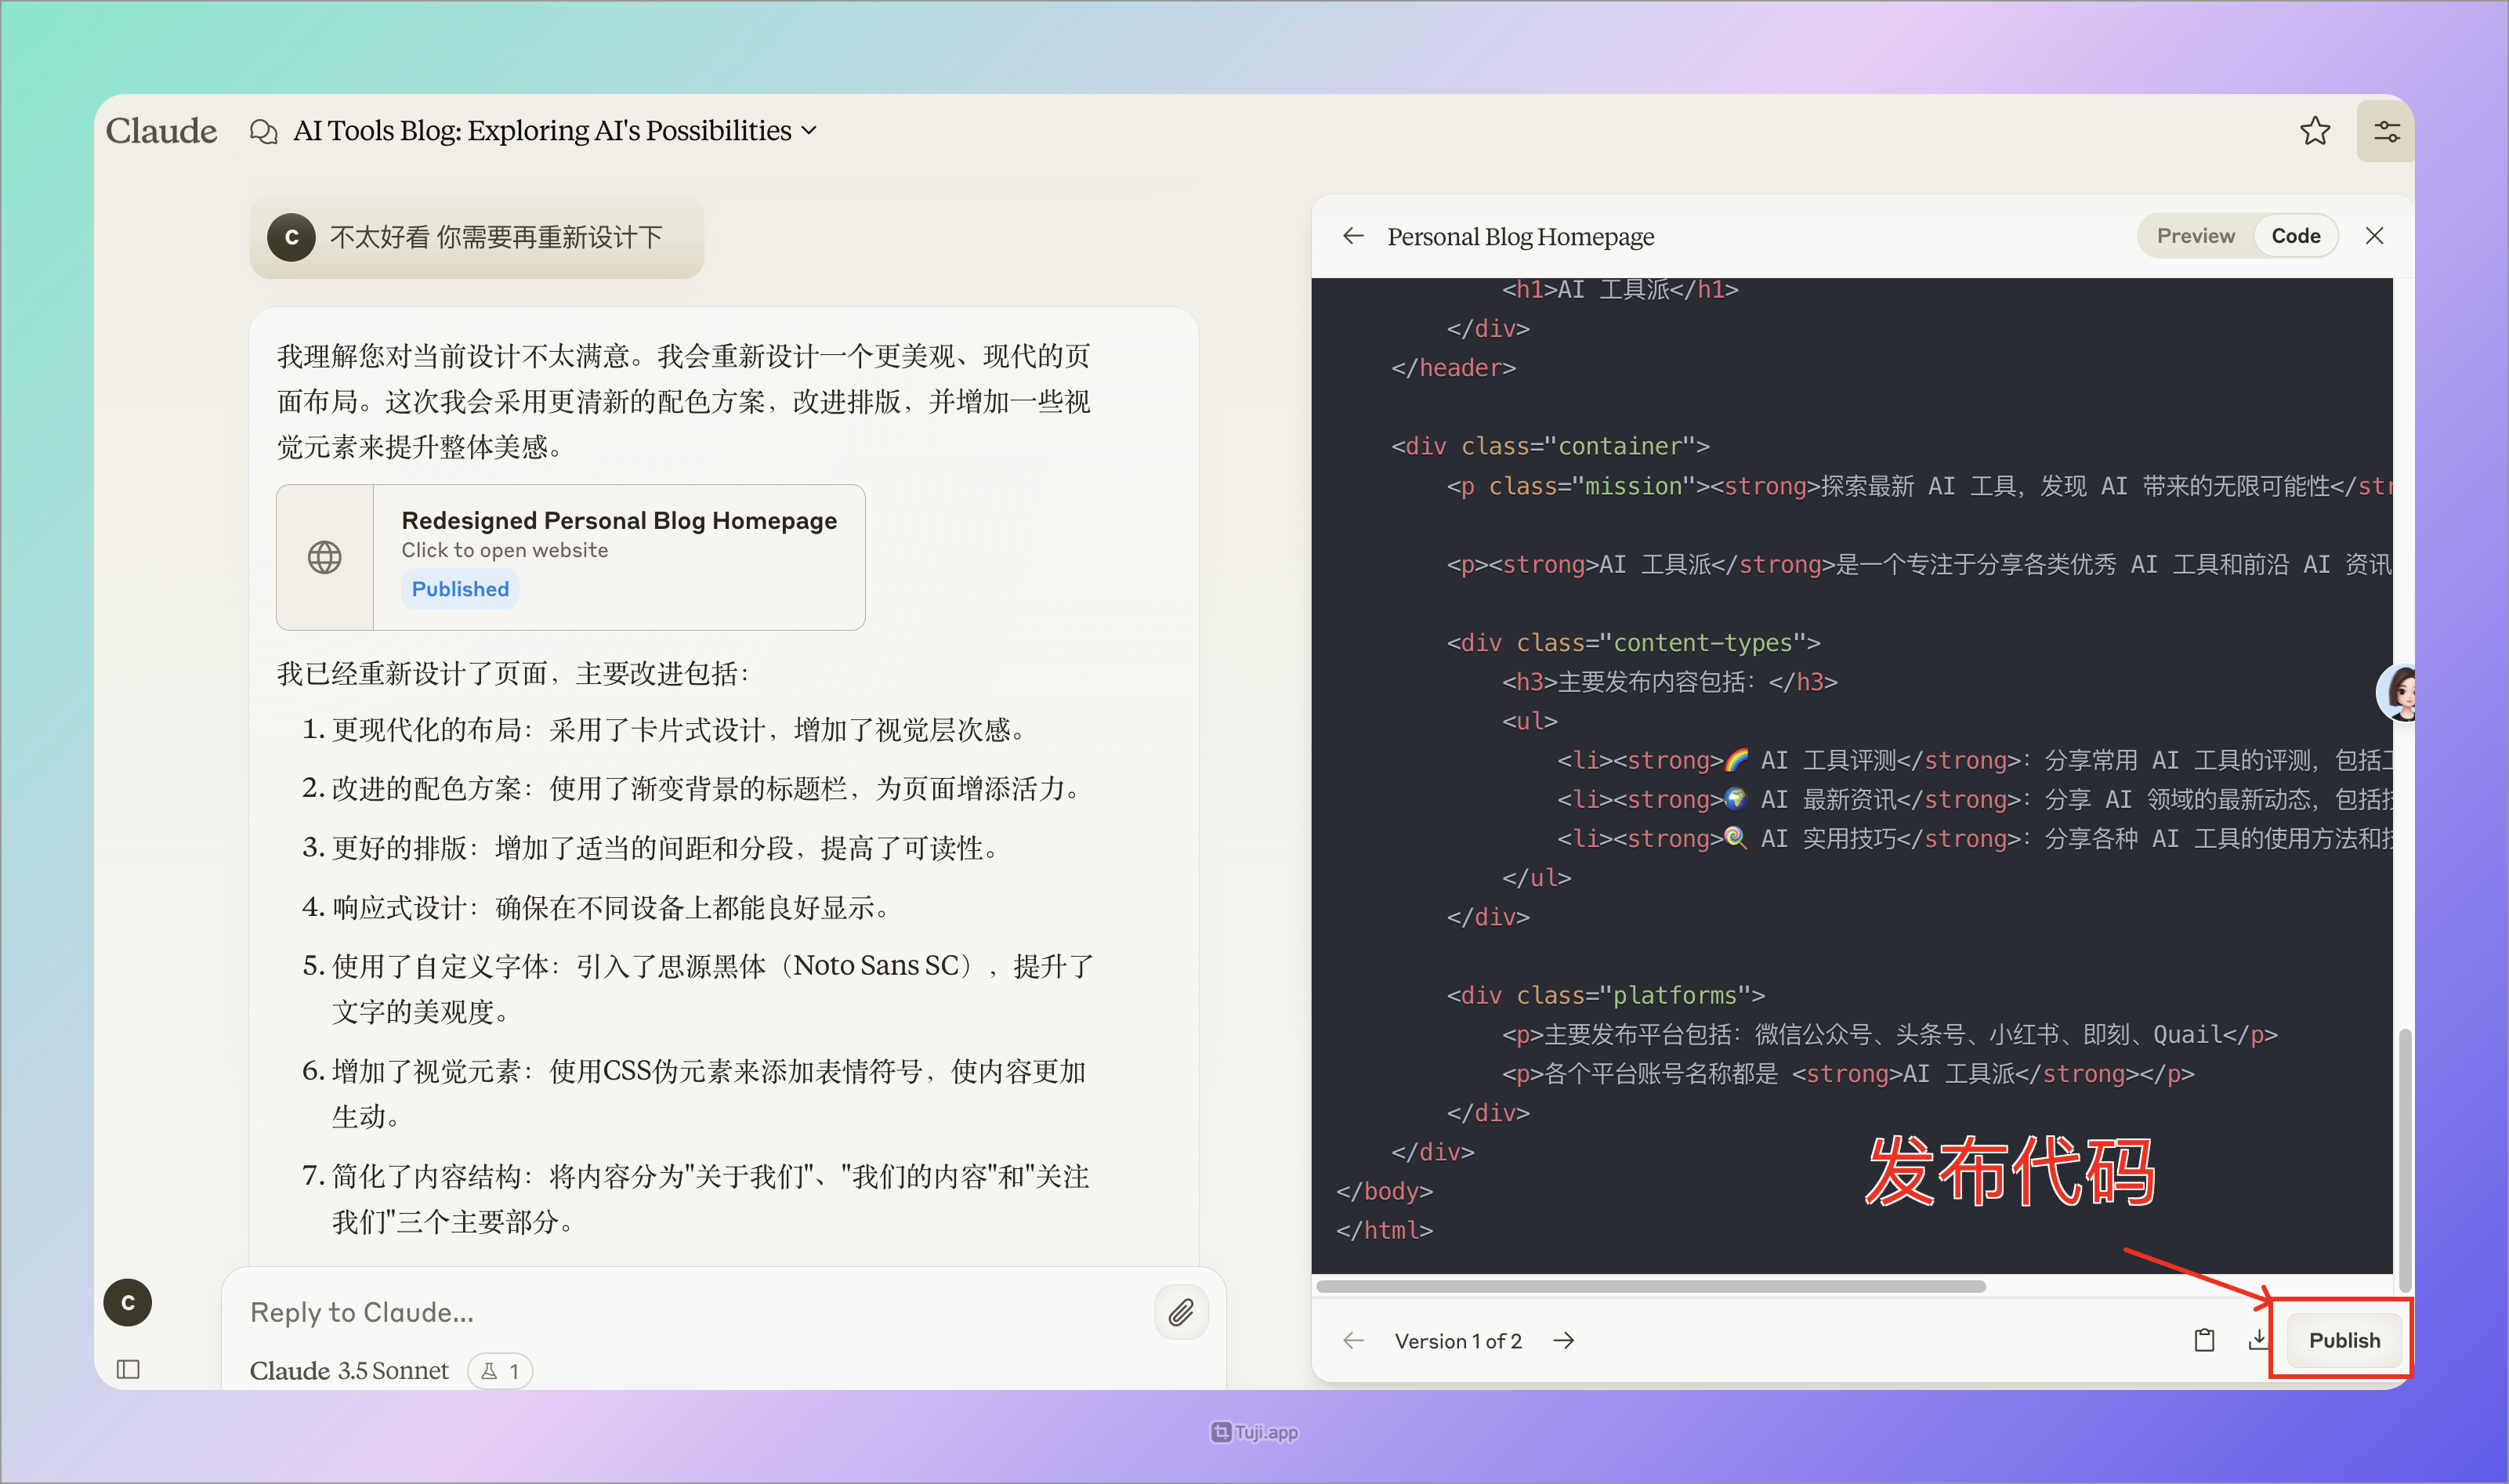 Claude
AI Tools Blog: Exploring AI's Possibilities
C
不太好看 你需要再重新设计下
我理解您对当前设计不太满意。我会重新设计一个更美观、现代的页
面布局。这次我会采用更清新的配色方案，改进排版，并增加一些视
觉元素来提升整体美感。
Redesigned Personal Blog Homepage
Click to open website
Published
我已经重新设计了页面，主要改进包括：
1. 更现代化的布局：采用了卡片式设计，增加了视觉层次感。
2. 改进的配色方案：使用了渐变背景的标题栏，为页面增添活力。
3. 更好的排版：增加了适当的间距和分段，提高了可读性。
4. 响应式设计：确保在不同设备上都能良好显示。
5. 使用了自定义字体：引入了思源黑体（Noto Sans SC），提升了
文字的美观度。
6. 增加了视觉元素：使用CSS伪元素来添加表情符号，使内容更加
生动。
7. 简化了内容结构：将内容分为"关于我们"、"我们的内容"和"关注
我们"三个主要部分。
C
Reply to Claude...
Claude 3.5 Sonnet
1
Personal Blog Homepage
Preview
Code
<h1>AI 工具派</h1>
</div>
</header>
<div class="container">
<p class="mission"><strong>探索最新 AI 工具，发现 AI 带来的无限可能性</str
<p><strong>AI 工具派</strong>是一个专注于分享各类优秀 AI 工具和前沿 AI 资讯
<div class="content-types">
<h3>主要发布内容包括：</h3>
<ul>
<li><strong>🌈 AI 工具评测</strong>：分享常用 AI 工具的评测，包括
<li><strong>🌍 AI 最新资讯</strong>：分享 AI 领域的最新动态，包括
<li><strong>🍭 AI 实用技巧</strong>：分享各种 AI 工具的使用方法和
</ul>
</div>
<div class="platforms">
<p>主要发布平台包括：微信公众号、头条号、小红书、即刻、Quail</p>
<p>各个平台账号名称都是 <strong>AI 工具派</strong></p>
</div>
</div>
</body>
</html>
发布代码
Version 1 of 2
Publish
Tuji.app